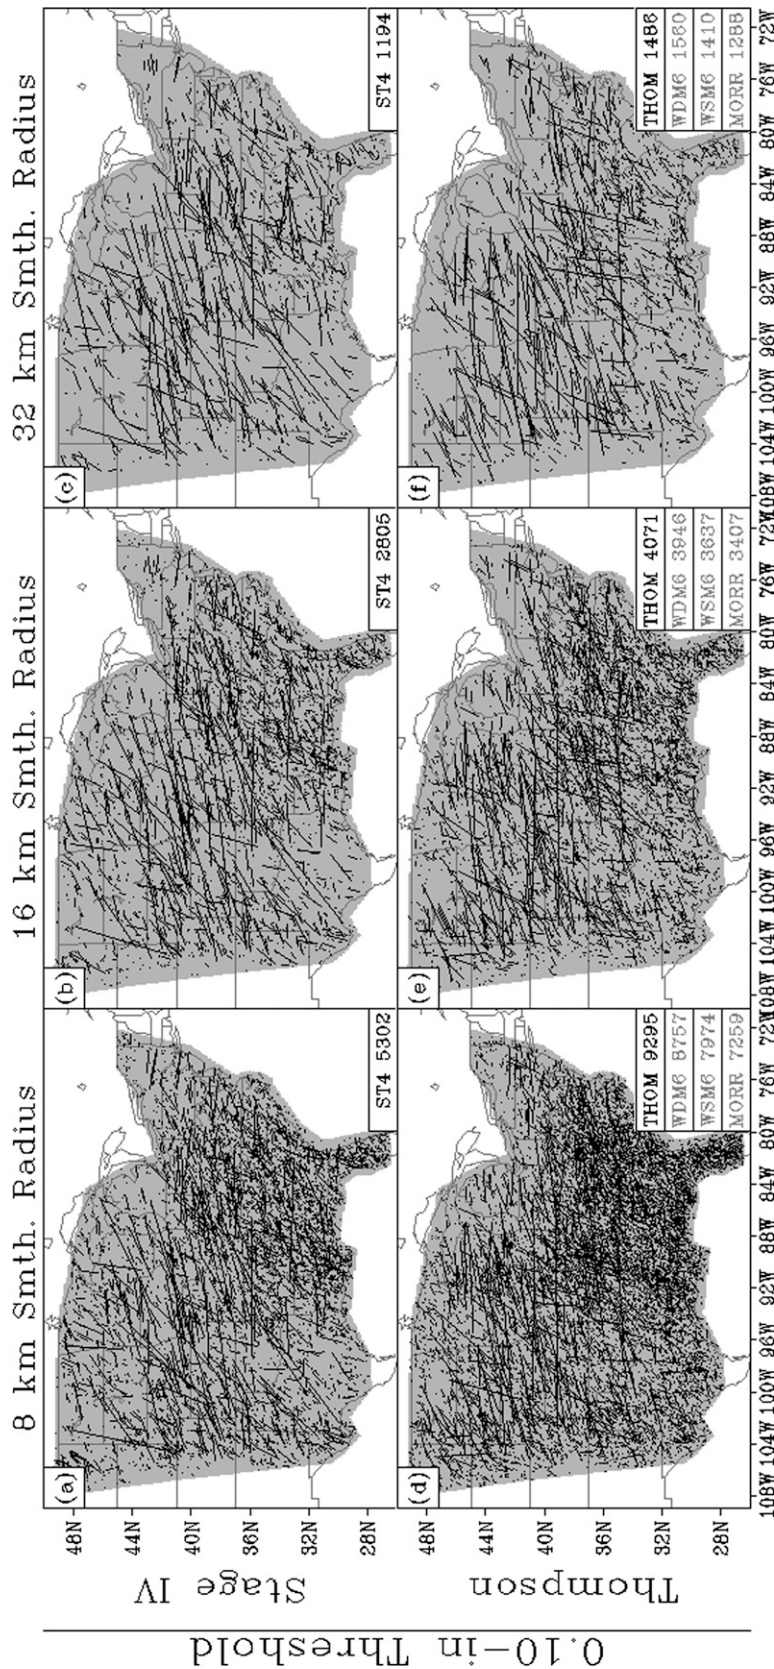 8 km Smth. Radius
16 km Smth. Radius
32 km Smth. Radius
0.10-in Threshold
Stage IV
48N
44N
40N
36N
32N
28N
(a)
ST4 5302
(b)
ST4 2805
(c)
ST4 1194
Thompson
48N
44N
40N
36N
32N
28N
(d)
THOM 9295
WDM6 8757
WSM6 7974
MORR 7259
(e)
THOM 4071
WDM6 3946
WSM6 3637
MORR 3407
(f)
THOM 1486
WDM6 1560
WSM6 1410
MORR 1288
108W 104W 100W 96W 92W 88W 84W 80W 76W 72W
108W 104W 100W 96W 92W 88W 84W 80W 76W 72W
108W 104W 100W 96W 92W 88W 84W 80W 76W 72W